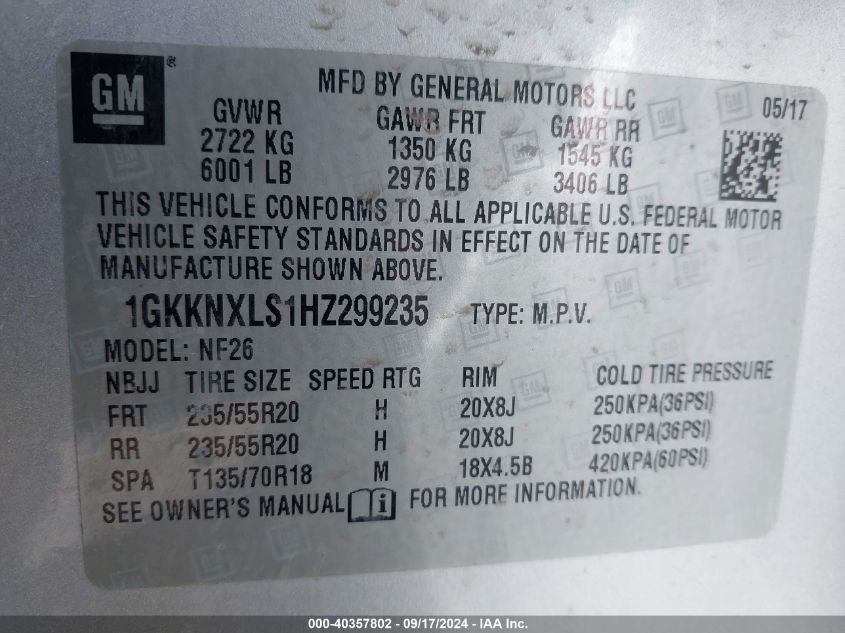 GM®
MFD BY GENERAL MOTORS LLC
05/17
GVWR GAWR FRT GAWR RR
2722 KG 1350 KG 1545 KG
6001 LB 2976 LB 3406 LB
THIS VEHICLE CONFORMS TO ALL APPLICABLE U.S. FEDERAL MOTOR
VEHICLE SAFETY STANDARDS IN EFFECT ON THE DATE OF
MANUFACTURE SHOWN ABOVE.
1GKKNXLS1HZ299235 TYPE: M.P.V.
MODEL: NF26
NBJJ TIRE SIZE SPEED RTG RIM COLD TIRE PRESSURE
FRT 235/55R20 H 20X8J 250KPA(36PSI)
RR 235/55R20 H 20X8J 250KPA(36PSI)
SPA T135/70R18 M 18X4.5B 420KPA(60PSI)
SEE OWNER'S MANUAL i FOR MORE INFORMATION.
000-40357802 - 09/17/2024 - IAA Inc.